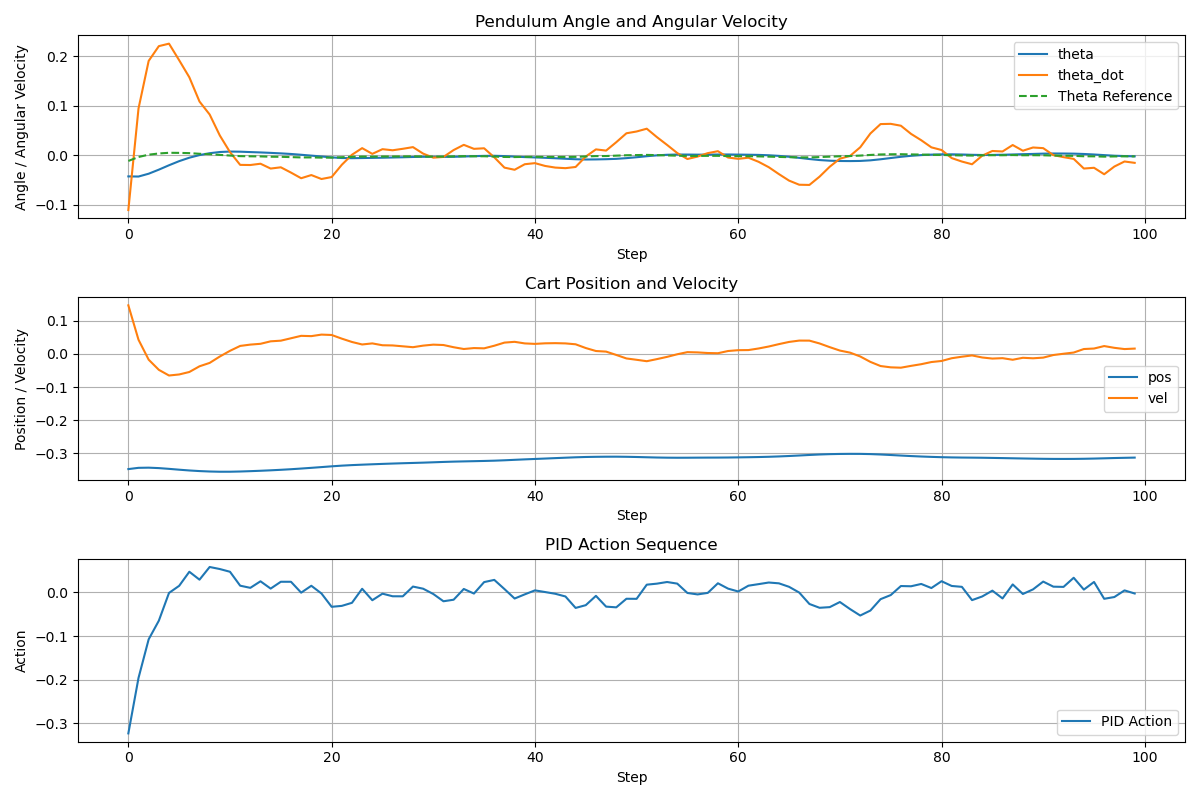 Pendulum Angle and Angular Velocity
Angle / Angular Velocity
0.2
0.1
0.0
−0.1
theta
theta_dot
Theta Reference
0 20 40 60 80 100
Step
Cart Position and Velocity
Position / Velocity
0.1
0.0
−0.1
−0.2
−0.3
pos
vel
0 20 40 60 80 100
Step
PID Action Sequence
Action
0.0
−0.1
−0.2
−0.3
PID Action
0 20 40 60 80 100
Step